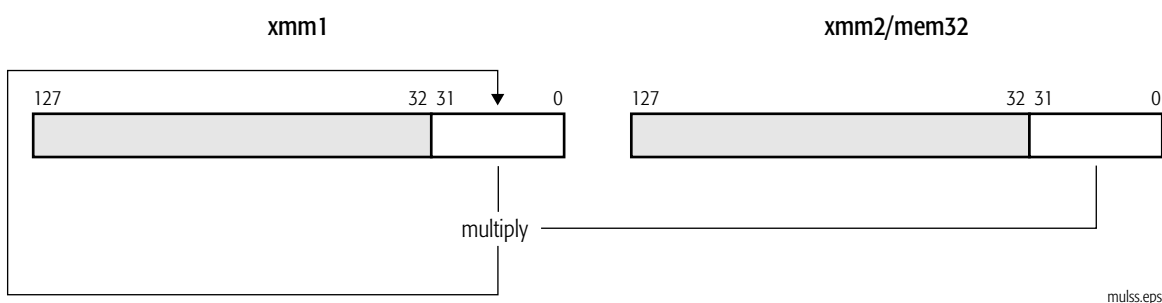 xmm1 xmm2/mem32
127 32 31 0 127 32 31 0
multiply
mulss.eps